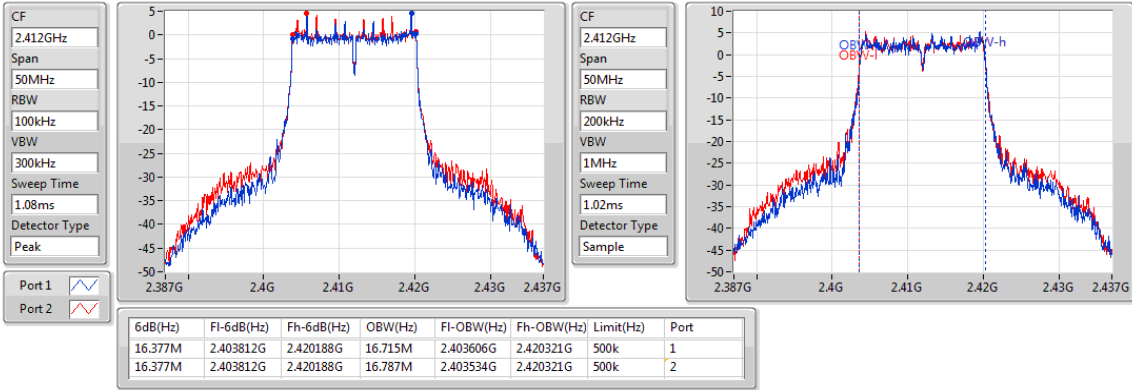 CF
2.412GHz
Span
50MHz
RBW
100kHz
VBW
300kHz
Sweep Time
1.08ms
Detector Type
Peak
Port 1
Port 2
5
0
-5
-10
-15
-20
-25
-30
-35
-40
-45
-50
2.387G 2.4G 2.41G 2.42G 2.437G
CF
2.412GHz
Span
50MHz
RBW
200kHz
VBW
1MHz
Sweep Time
1.02ms
Detector Type
Sample
10
5
0
-5
-10
-15
-20
-25
-30
-35
-40
-45
-50
OBW-h
OBW-l
2.387G 2.4G 2.41G 2.42G 2.437G
6dB(Hz) Fl-6dB(Hz) Fh-6dB(Hz) OBW(Hz) Fl-OBW(Hz) Fh-OBW(Hz) Limit(Hz) Port
16.377M 2.403812G 2.420188G 16.715M 2.403606G 2.420321G 500k 1
16.377M 2.403812G 2.420188G 16.787M 2.403534G 2.420321G 500k 2